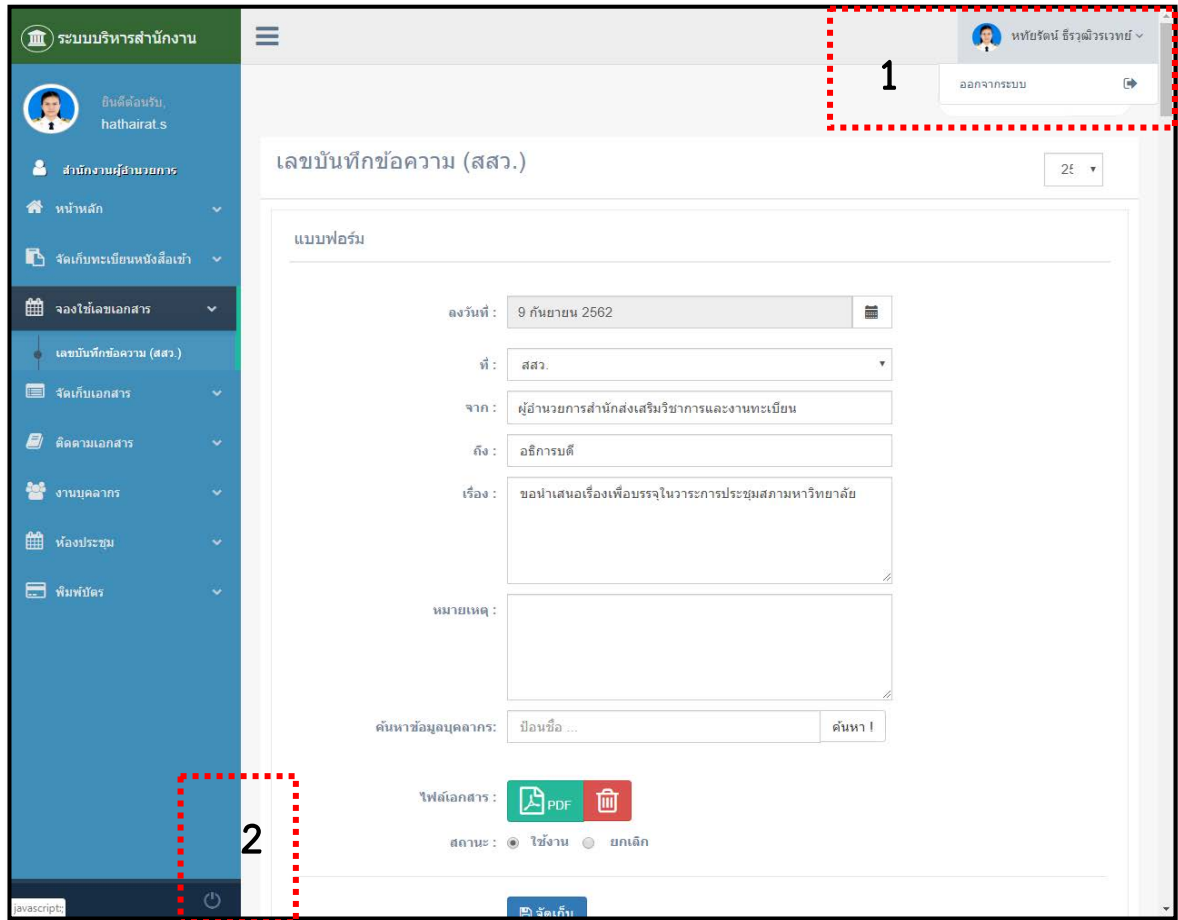 ระบบบริหารสำนักงาน
หทัยรัตน์ ธีรวุฒิวรเวทย์
1
ออกจากระบบ
ยินดีต้อนรับ,
hathairat.s
สำนักงานผู้อำนวยการ
หน้าหลัก
จัดเก็บทะเบียนหนังสือเข้า
จองใช้เลขเอกสาร
เลขบันทึกข้อความ (สสว.)
จัดเก็บเอกสาร
ติดตามเอกสาร
งานบุคลากร
ห้องประชุม
พิมพ์บัตร
เลขบันทึกข้อความ (สสว.)
แบบฟอร์ม
ลงวันที่ : 9 กันยายน 2562
ที่ : สสว.
จาก : ผู้อำนวยการสำนักส่งเสริมวิชาการและงานทะเบียน
ถึง : อธิการบดี
เรื่อง : ขอนำเสนอเรื่องเพื่อบรรจุในวาระการประชุมสภามหาวิทยาลัย
หมายเหตุ :
ค้นหาข้อมูลบุคลากร: ป้อนชื่อ ... ค้นหา !
ไฟล์เอกสาร : PDF
สถานะ : ใช้งาน ยกเลิก
จัดเก็บ
2
javascript:;